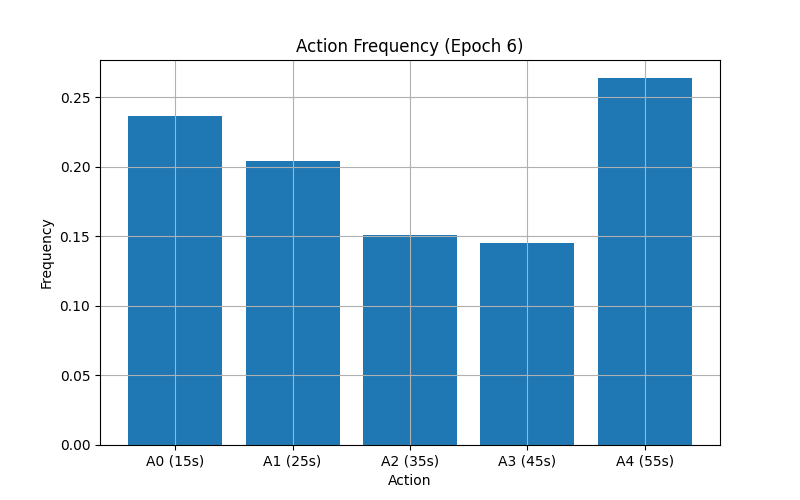 Action Frequency (Epoch 6)
Frequency
0.25
0.20
0.15
0.10
0.05
0.00
A0 (15s) A1 (25s) A2 (35s) A3 (45s) A4 (55s)
Action